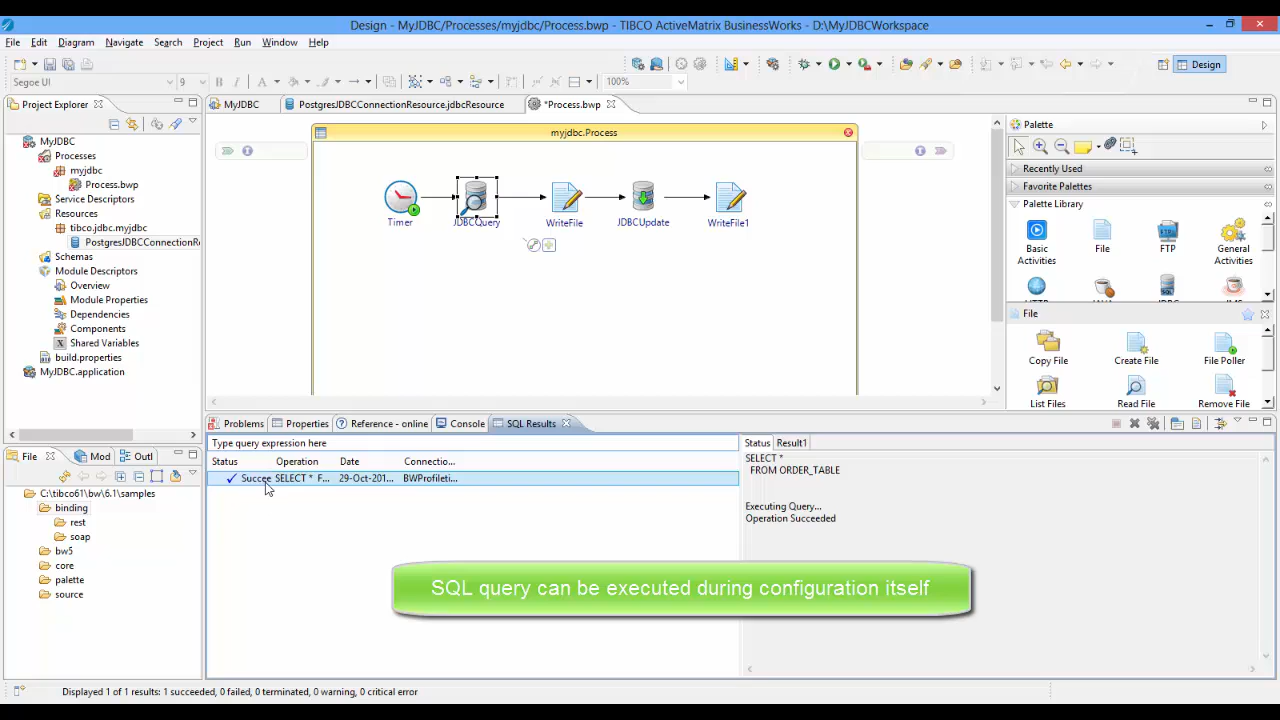 Design - MyJDBC/Processes/myjdbc/Process.bwp - TIBCO ActiveMatrix BusinessWorks - D:\MyJDBCWorkspace
File Edit Diagram Navigate Search Project Run Window Help
Segoe UI 9 B I A 100% Design
Project Explorer
MyJDBC
Processes
myjdbc
Process.bwp
Service Descriptors
Resources
tibco.jdbc.myjdbc
PostgresJDBCConnectionR
Schemas
Module Descriptors
Overview
Module Properties
Dependencies
Components
Shared Variables
build.properties
MyJDBC.application
File Mod Outl
C:\tibco61\bw\6.1\samples
binding
rest
soap
bw5
core
palette
source
MyJDBC PostgresJDBCConnectionResource.jdbcResource *Process.bwp
myjdbc.Process
Timer JDBCQuery WriteFile JDBCUpdate WriteFile1
Palette
Recently Used
Favorite Palettes
Palette Library
Basic Activities File FTP General Activities
File
Copy File Create File File Poller
List Files Read File Remove File
Problems Properties Reference - online Console SQL Results
Type query expression here
Status Operation Date Connectio...
Succee SELECT * F... 29-Oct-201... BWProfileti...
Status Result1
SELECT *
FROM ORDER_TABLE
Executing Query...
Operation Succeeded
SQL query can be executed during configuration itself
Displayed 1 of 1 results: 1 succeeded, 0 failed, 0 terminated, 0 warning, 0 critical error